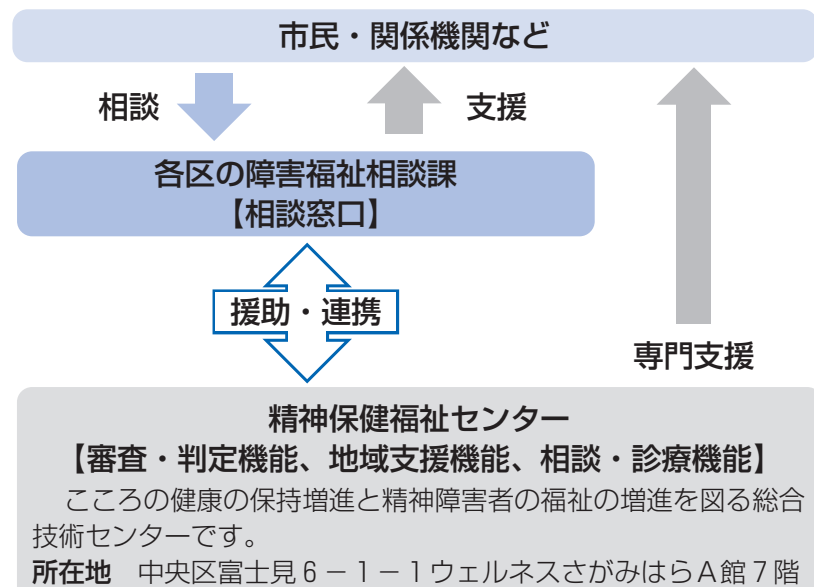 市民・関係機関など
相談
支援
各区の障害福祉相談課
【相談窓口】
援助・連携
専門支援
精神保健福祉センター
【審査・判定機能、地域支援機能、相談・診療機能】
こころの健康の保持増進と精神障害者の福祉の増進を図る総合
技術センターです。
所在地　中央区富士見６－１－１ウェルネスさがみはらＡ館７階